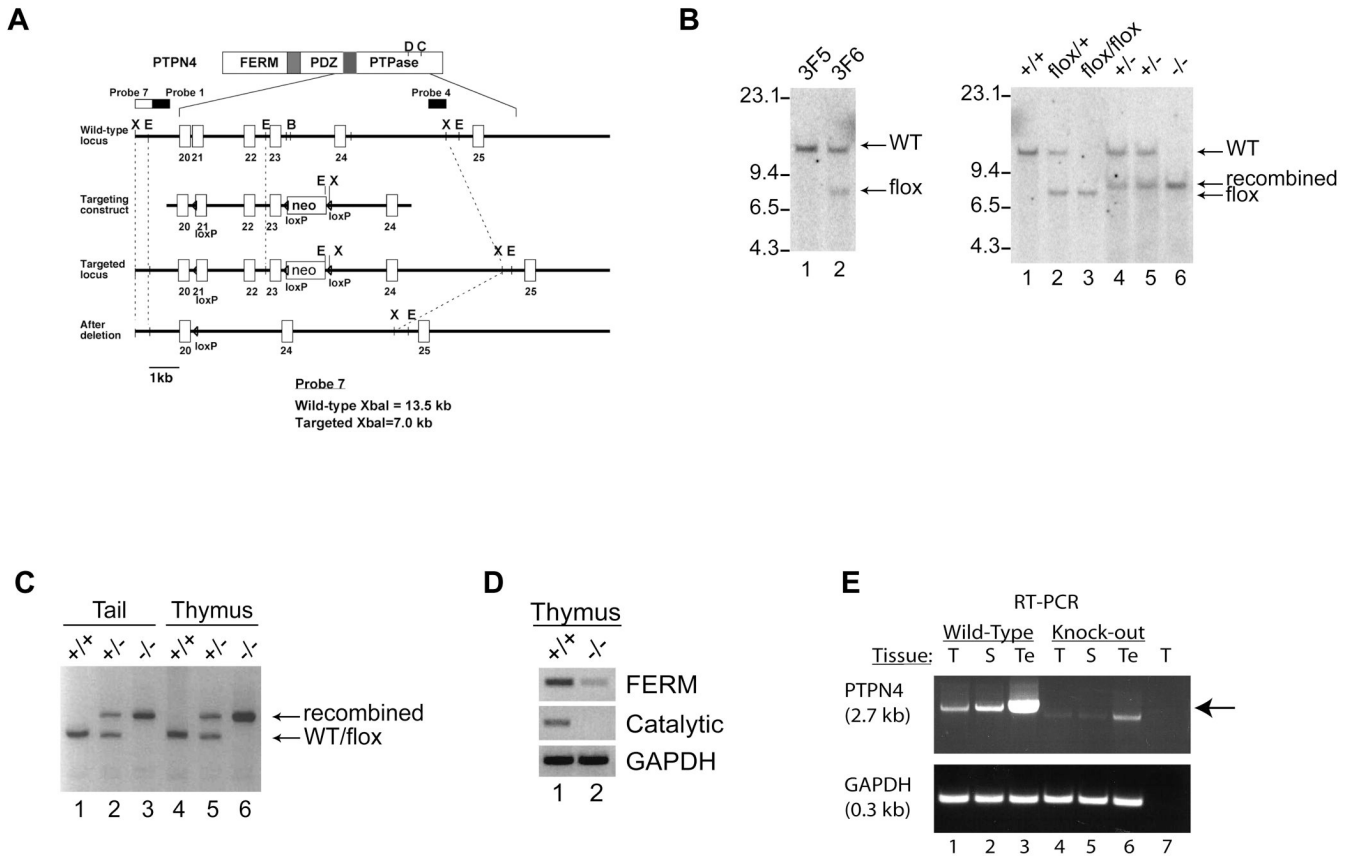 A
PTPN4
FERM
PDZ
PTPase
D C
Probe 7
Probe 1
Probe 4
X E
E
B
X E
Wild-type
locus
20 21
22
23
24
25
E X
Targeting
construct
neo
20
21
22
23
loxP
loxP
loxP
24
E X
X E
Targeted
locus
neo
20
21
22
23
loxP
loxP
loxP
24
25
X E
After
deletion
20
loxP
24
25
1kb
Probe 7
Wild-type XbaI = 13.5 kb
Targeted XbaI=7.0 kb
B
3F5
3F6
23.1
9.4
6.5
4.3
WT
flox
1 2
+/+
flox/+
flox/flox
+/-
+/-
-/-
23.1
9.4
6.5
4.3
WT
recombined
flox
1 2 3 4 5 6
C
Tail
Thymus
+/+
+/-
-/-
+/+
+/-
-/-
recombined
WT/flox
1 2 3 4 5 6
D
Thymus
+/+
-/-
FERM
Catalytic
GAPDH
1 2
E
RT-PCR
Wild-Type Knock-out
Tissue: T S Te T S Te T
PTPN4
(2.7 kb)
GAPDH
(0.3 kb)
1 2 3 4 5 6 7